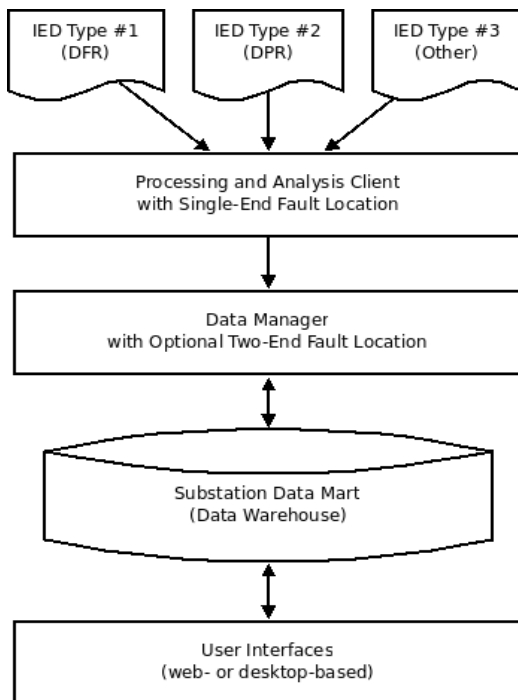 IED Type #1
(DFR)
IED Type #2
(DPR)
IED Type #3
(Other)
Processing and Analysis Client
with Single-End Fault Location
Data Manager
with Optional Two-End Fault Location
Substation Data Mart
(Data Warehouse)
User Interfaces
(web- or desktop-based)